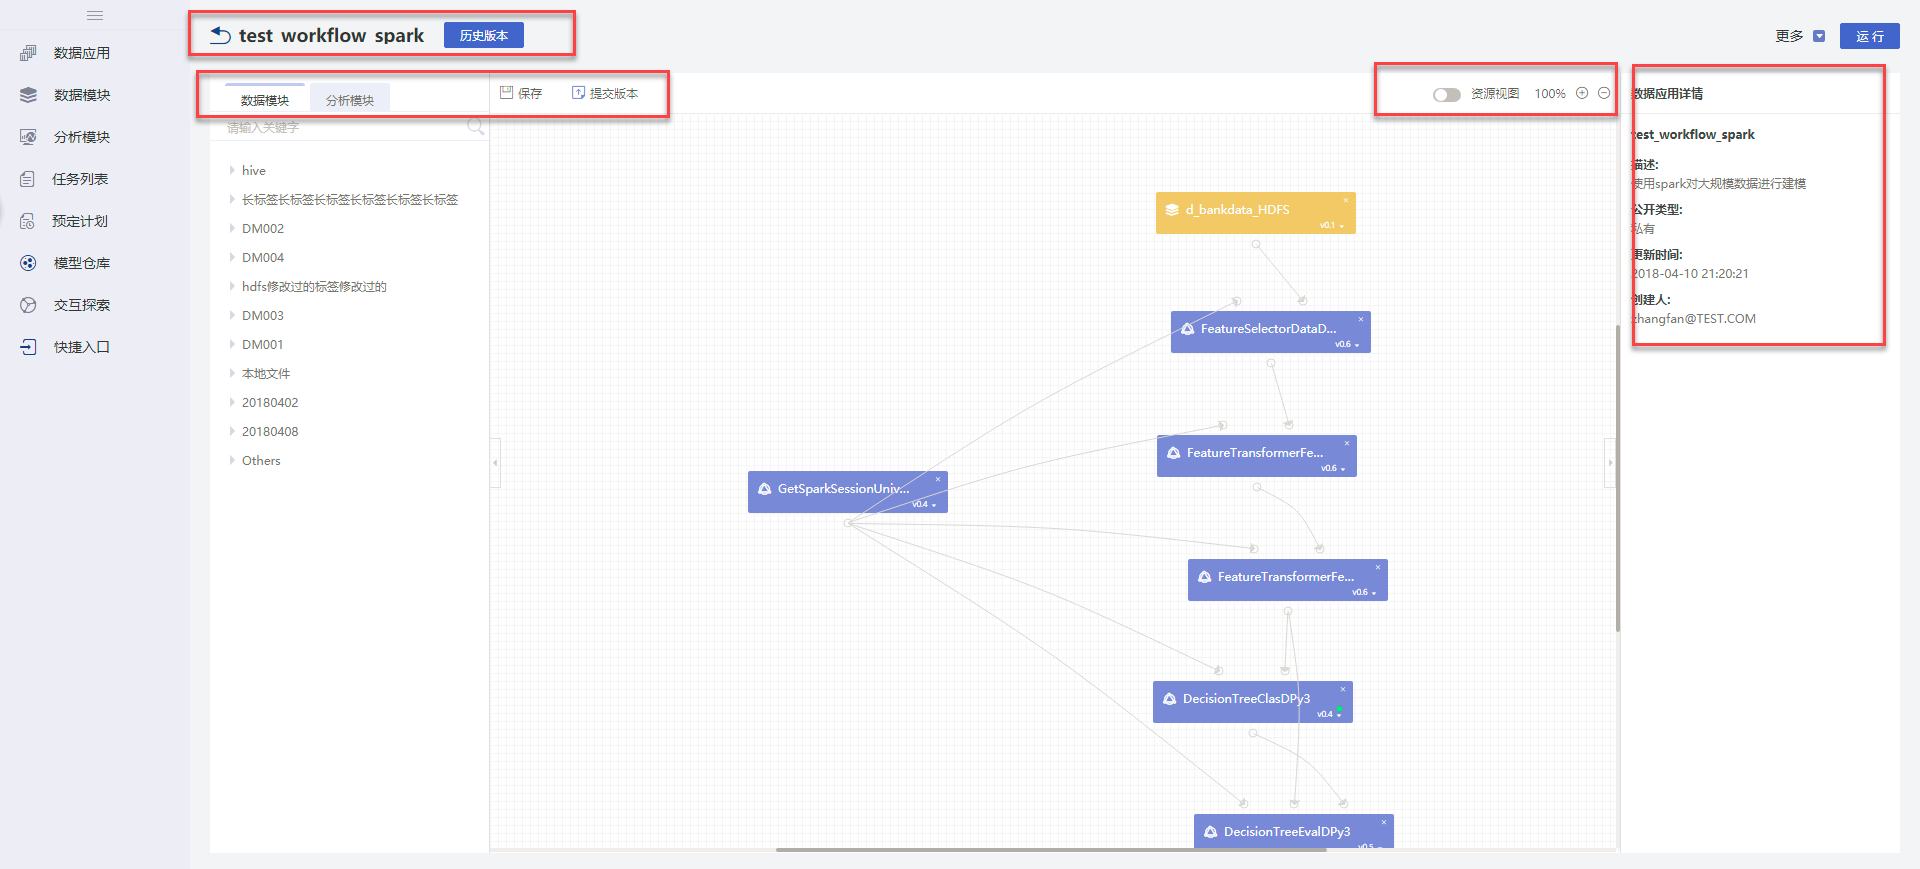 数据应用
数据模块
分析模块
任务列表
预定计划
模型仓库
交互探索
快捷入口
test_workflow_spark
历史版本
更多
运行
数据模块
分析模块
保存
提交版本
资源视图
100%
请输入关键字
hive
长标签长标签长标签长标签长标签长标签
DM002
DM004
hdfs修改过的标签修改过的
DM003
DM001
本地文件
20180402
20180408
Others
d_bankdata_HDFS
v0.1
FeatureSelectorDataD...
v0.6
FeatureTransformerFe...
v0.6
GetSparkSessionUniv...
v0.4
FeatureTransformerFe...
v0.6
DecisionTreeClasDPy3
v0.4
DecisionTreeEvalDPy3
v0.5
数据应用详情
test_workflow_spark
描述:
使用spark对大规模数据进行建模
公开类型:
私有
更新时间:
2018-04-10 21:20:21
创建人:
zhangfan@TEST.COM